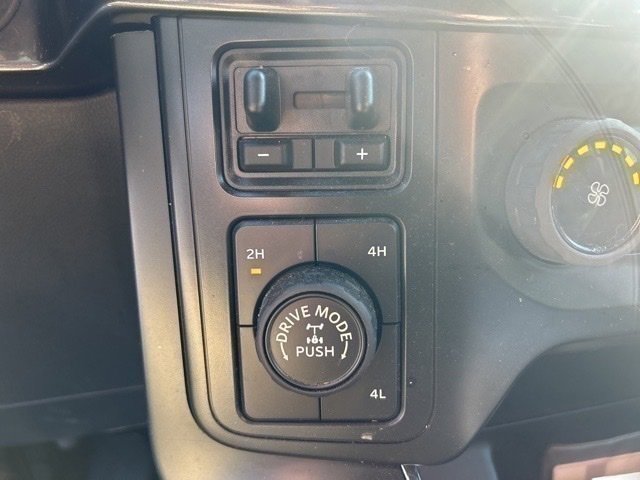 − +
2H 4H
DRIVE MODE
PUSH
4L